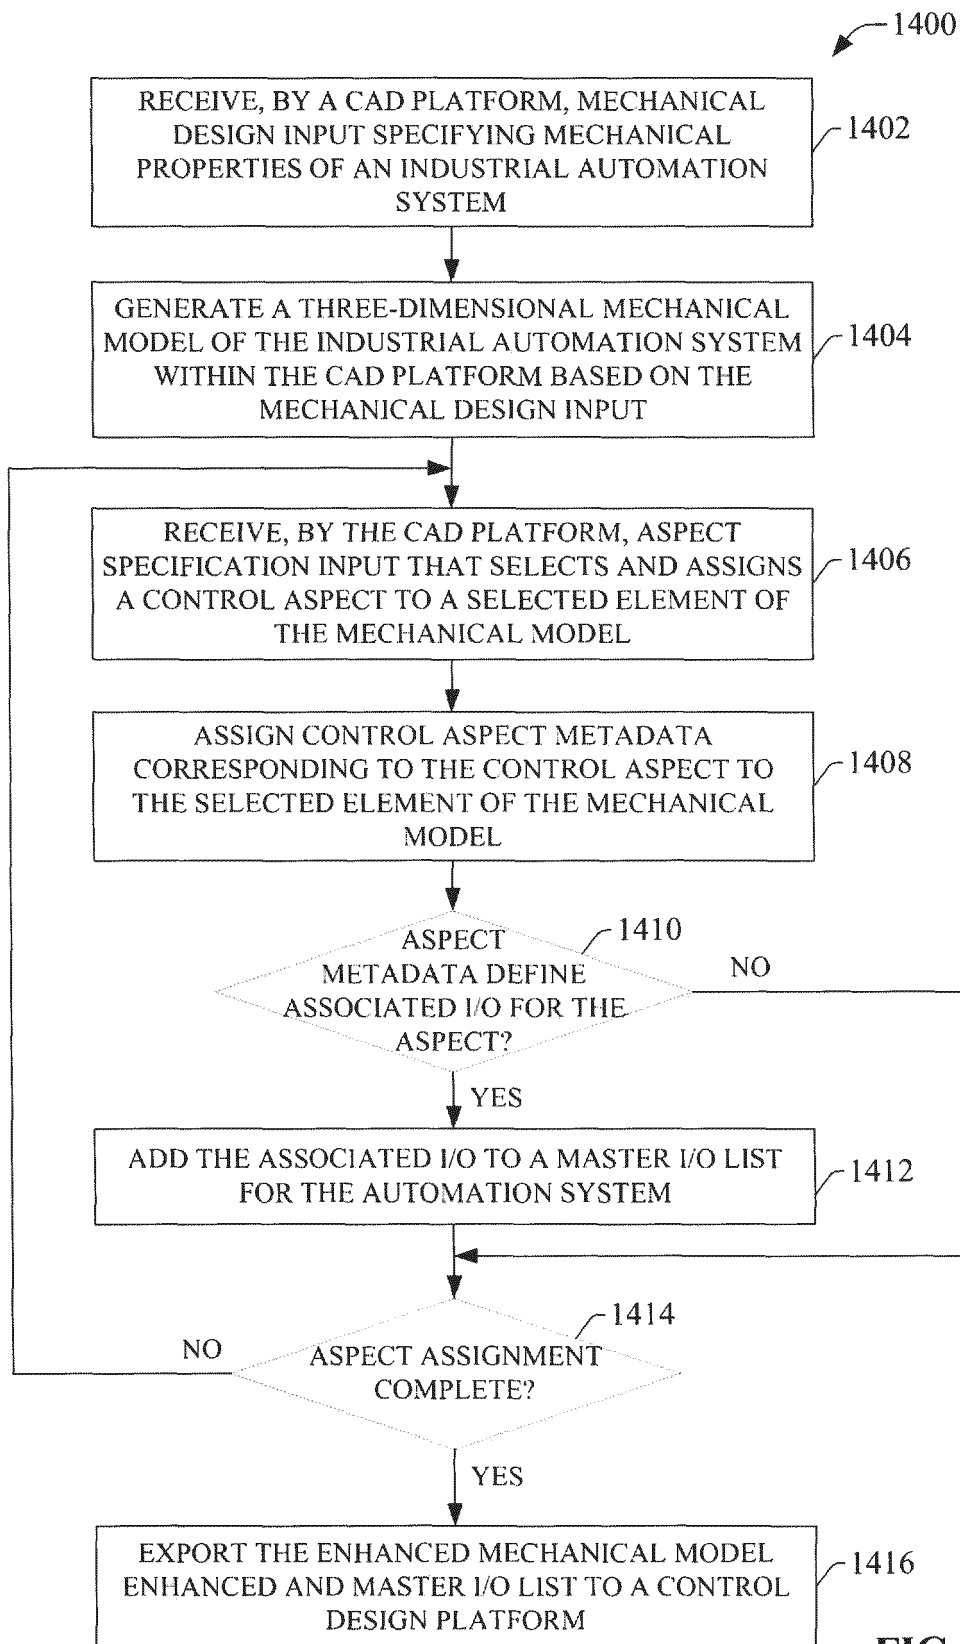 1400
RECEIVE, BY A CAD PLATFORM, MECHANICAL
DESIGN INPUT SPECIFYING MECHANICAL
PROPERTIES OF AN INDUSTRIAL AUTOMATION
SYSTEM
1402
GENERATE A THREE-DIMENSIONAL MECHANICAL
MODEL OF THE INDUSTRIAL AUTOMATION SYSTEM
WITHIN THE CAD PLATFORM BASED ON THE
MECHANICAL DESIGN INPUT
1404
RECEIVE, BY THE CAD PLATFORM, ASPECT
SPECIFICATION INPUT THAT SELECTS AND ASSIGNS
A CONTROL ASPECT TO A SELECTED ELEMENT OF
THE MECHANICAL MODEL
1406
ASSIGN CONTROL ASPECT METADATA
CORRESPONDING TO THE CONTROL ASPECT TO
THE SELECTED ELEMENT OF THE MECHANICAL
MODEL
1408
ASPECT
METADATA DEFINE
ASSOCIATED I/O FOR THE
ASPECT?
1410
NO
YES
ADD THE ASSOCIATED I/O TO A MASTER I/O LIST
FOR THE AUTOMATION SYSTEM
1412
ASPECT ASSIGNMENT
COMPLETE?
1414
NO
YES
EXPORT THE ENHANCED MECHANICAL MODEL
ENHANCED AND MASTER I/O LIST TO A CONTROL
DESIGN PLATFORM
1416